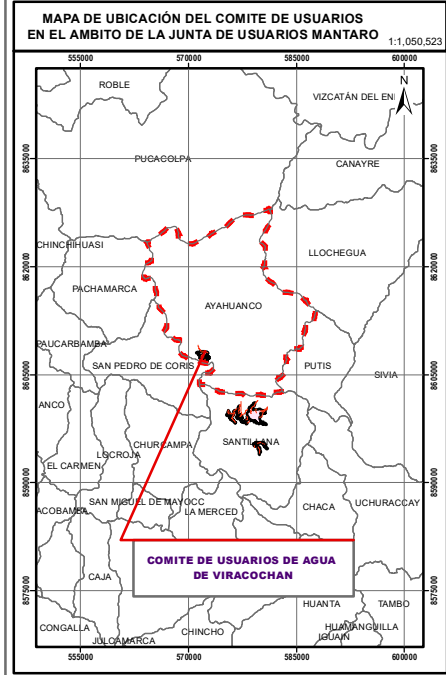 MAPA DE UBICACIÓN DEL COMITE DE USUARIOS
EN EL AMBITO DE LA JUNTA DE USUARIOS MANTARO
1:1,050,523
555000 570000 585000 600000
N
ROBLE
VIZCATÁN DEL EN
8635000 8635000
PUCACOLPA
CANAYRE
CHINCHIHUASI
LLOCHEGUA
8620000 8620000
PACHAMARCA
AYAHUANCO
PAUCARBAMBA
SAN PEDRO DE CORIS
PUTIS
SIVIA
8605000 8605000
ANCO
CHURCAMPA
SANTILLANA
LOCROJA
EL CARMEN
8590000 8590000
SAN MIGUEL DE MAYOCC
LA MERCED
CHACA
UCHURACCAY
ACOBAMBA
COMITE DE USUARIOS DE AGUA
DE VIRACOCHAN
CAJA
8575000 8575000
HUANTA
TAMBO
CONGALLA
JULCAMARCA
CHINCHO
HUAMANGUILLA
IGUAIN
555000 570000 585000 600000